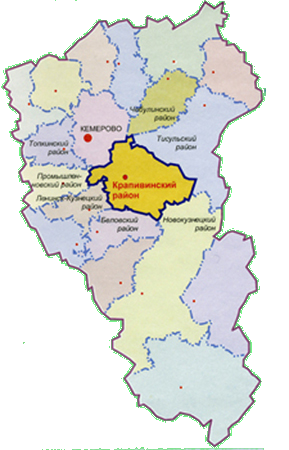 Чебулинский
район
КЕМЕРОВО
Тисульский
район
Топкинский
район
Промышлен-
новский район
Крапивинский
район
Ленинск-Кузнецкий
район
Беловский
район
Новокузнецкий
район